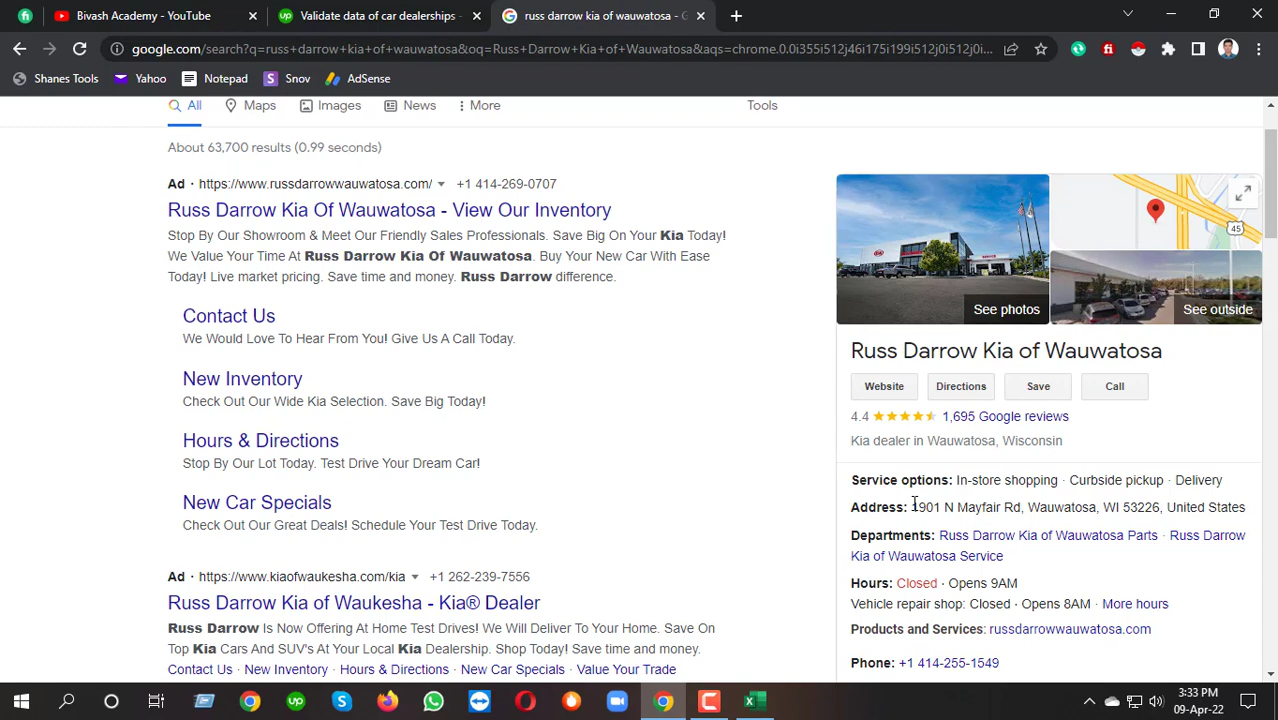 Bivash Academy - YouTube
Validate data of car dealerships -
russ darrow kia of wauwatosa - G
google.com/search?q=russ+darrow+kia+of+wauwatosa&oq=Russ+Darrow+Kia+of+Wauwatosa&aqs=chrome.0.0i355i512j46i175i199i512j0i512j0i...
Shanes Tools
Yahoo
Notepad
Snov
AdSense
All
Maps
Images
News
More
Tools
About 63,700 results (0.99 seconds)
Ad · https://www.russdarrowwauwatosa.com/ +1 414-269-0707
Russ Darrow Kia Of Wauwatosa - View Our Inventory
Stop By Our Showroom & Meet Our Friendly Sales Professionals. Save Big On Your Kia Today!
We Value Your Time At Russ Darrow Kia Of Wauwatosa. Buy Your New Car With Ease
Today! Live market pricing. Save time and money. Russ Darrow difference.
Contact Us
We Would Love To Hear From You! Give Us A Call Today.
New Inventory
Check Out Our Wide Kia Selection. Save Big Today!
Hours & Directions
Stop By Our Lot Today. Test Drive Your Dream Car!
New Car Specials
Check Out Our Great Deals! Schedule Your Test Drive Today.
Ad · https://www.kiaofwaukesha.com/kia +1 262-239-7556
Russ Darrow Kia of Waukesha - Kia® Dealer
Russ Darrow Is Now Offering At Home Test Drives! We Will Deliver To Your Home. Save On
Top Kia Cars And SUV's At Your Local Kia Dealership. Shop Today! Save time and money.
Contact Us · New Inventory · Hours & Directions · New Car Specials · Value Your Trade
45
See photos
See outside
Russ Darrow Kia of Wauwatosa
Website
Directions
Save
Call
4.4 1,695 Google reviews
Kia dealer in Wauwatosa, Wisconsin
Service options: In-store shopping · Curbside pickup · Delivery
Address: 1901 N Mayfair Rd, Wauwatosa, WI 53226, United States
Departments: Russ Darrow Kia of Wauwatosa Parts · Russ Darrow
Kia of Wauwatosa Service
Hours: Closed · Opens 9AM
Vehicle repair shop: Closed · Opens 8AM · More hours
Products and Services: russdarrowwauwatosa.com
Phone: +1 414-255-1549
3:33 PM
09-Apr-22